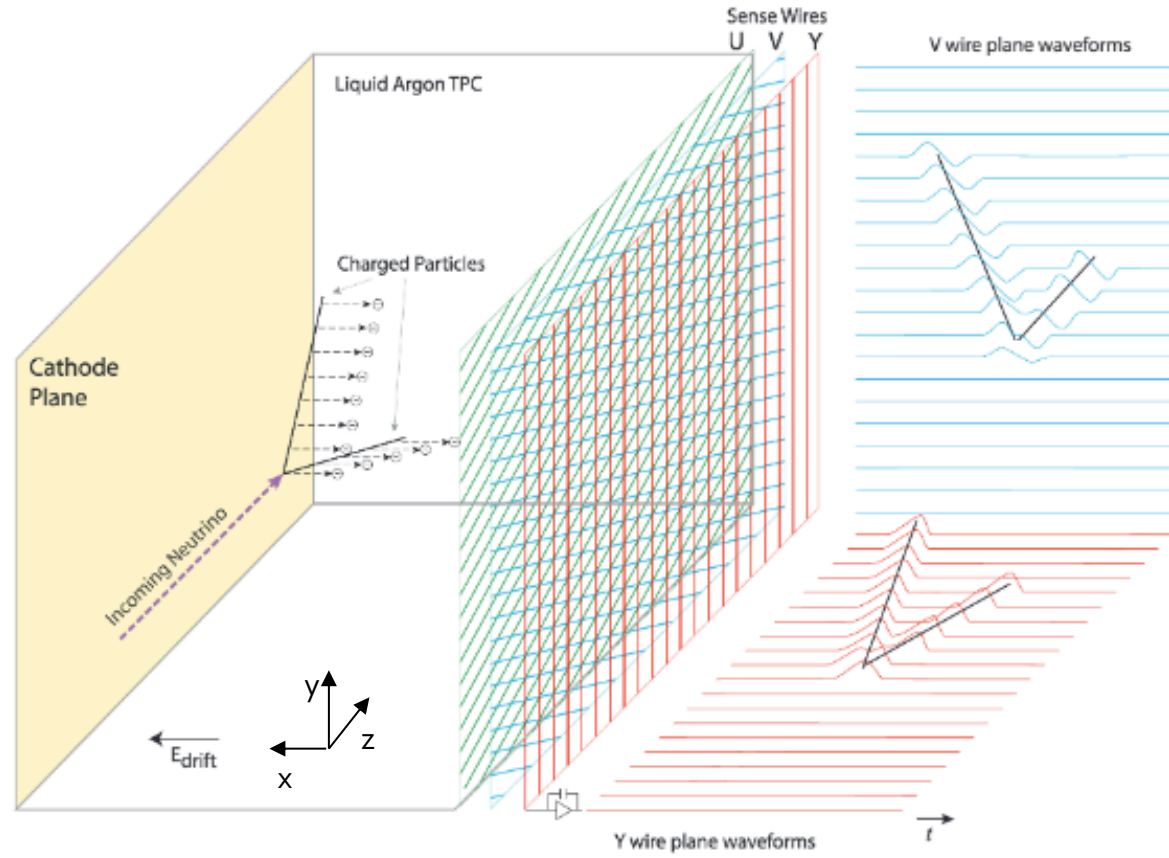 Sense Wires
U V Y
V wire plane waveforms
Liquid Argon TPC
Charged Particles
Cathode
Plane
Incoming Neutrino
y
z
x
E_drift
t
Y wire plane waveforms